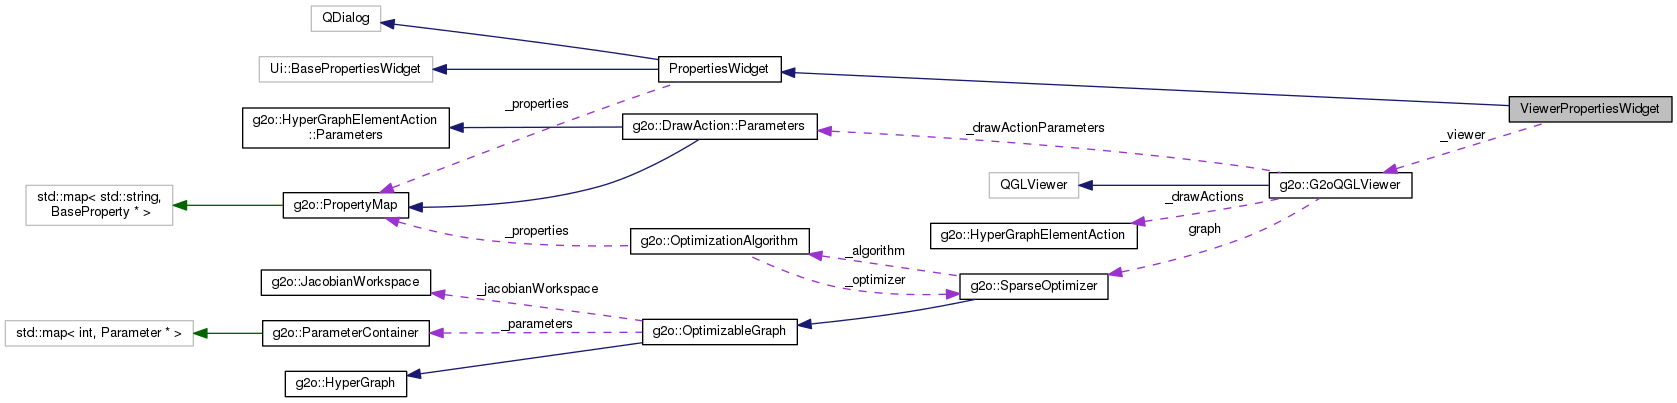 QDialog
Ui::BasePropertiesWidget
PropertiesWidget
ViewerPropertiesWidget
_properties
g2o::HyperGraphElementAction
::Parameters
g2o::DrawAction::Parameters
_drawActionParameters
_viewer
std::map< std::string,
BaseProperty * >
g2o::PropertyMap
QGLViewer
g2o::G2oQGLViewer
_drawActions
_properties
g2o::OptimizationAlgorithm
g2o::HyperGraphElementAction
graph
_algorithm
_optimizer
g2o::JacobianWorkspace
_jacobianWorkspace
g2o::SparseOptimizer
std::map< int, Parameter * >
g2o::ParameterContainer
_parameters
g2o::OptimizableGraph
g2o::HyperGraph